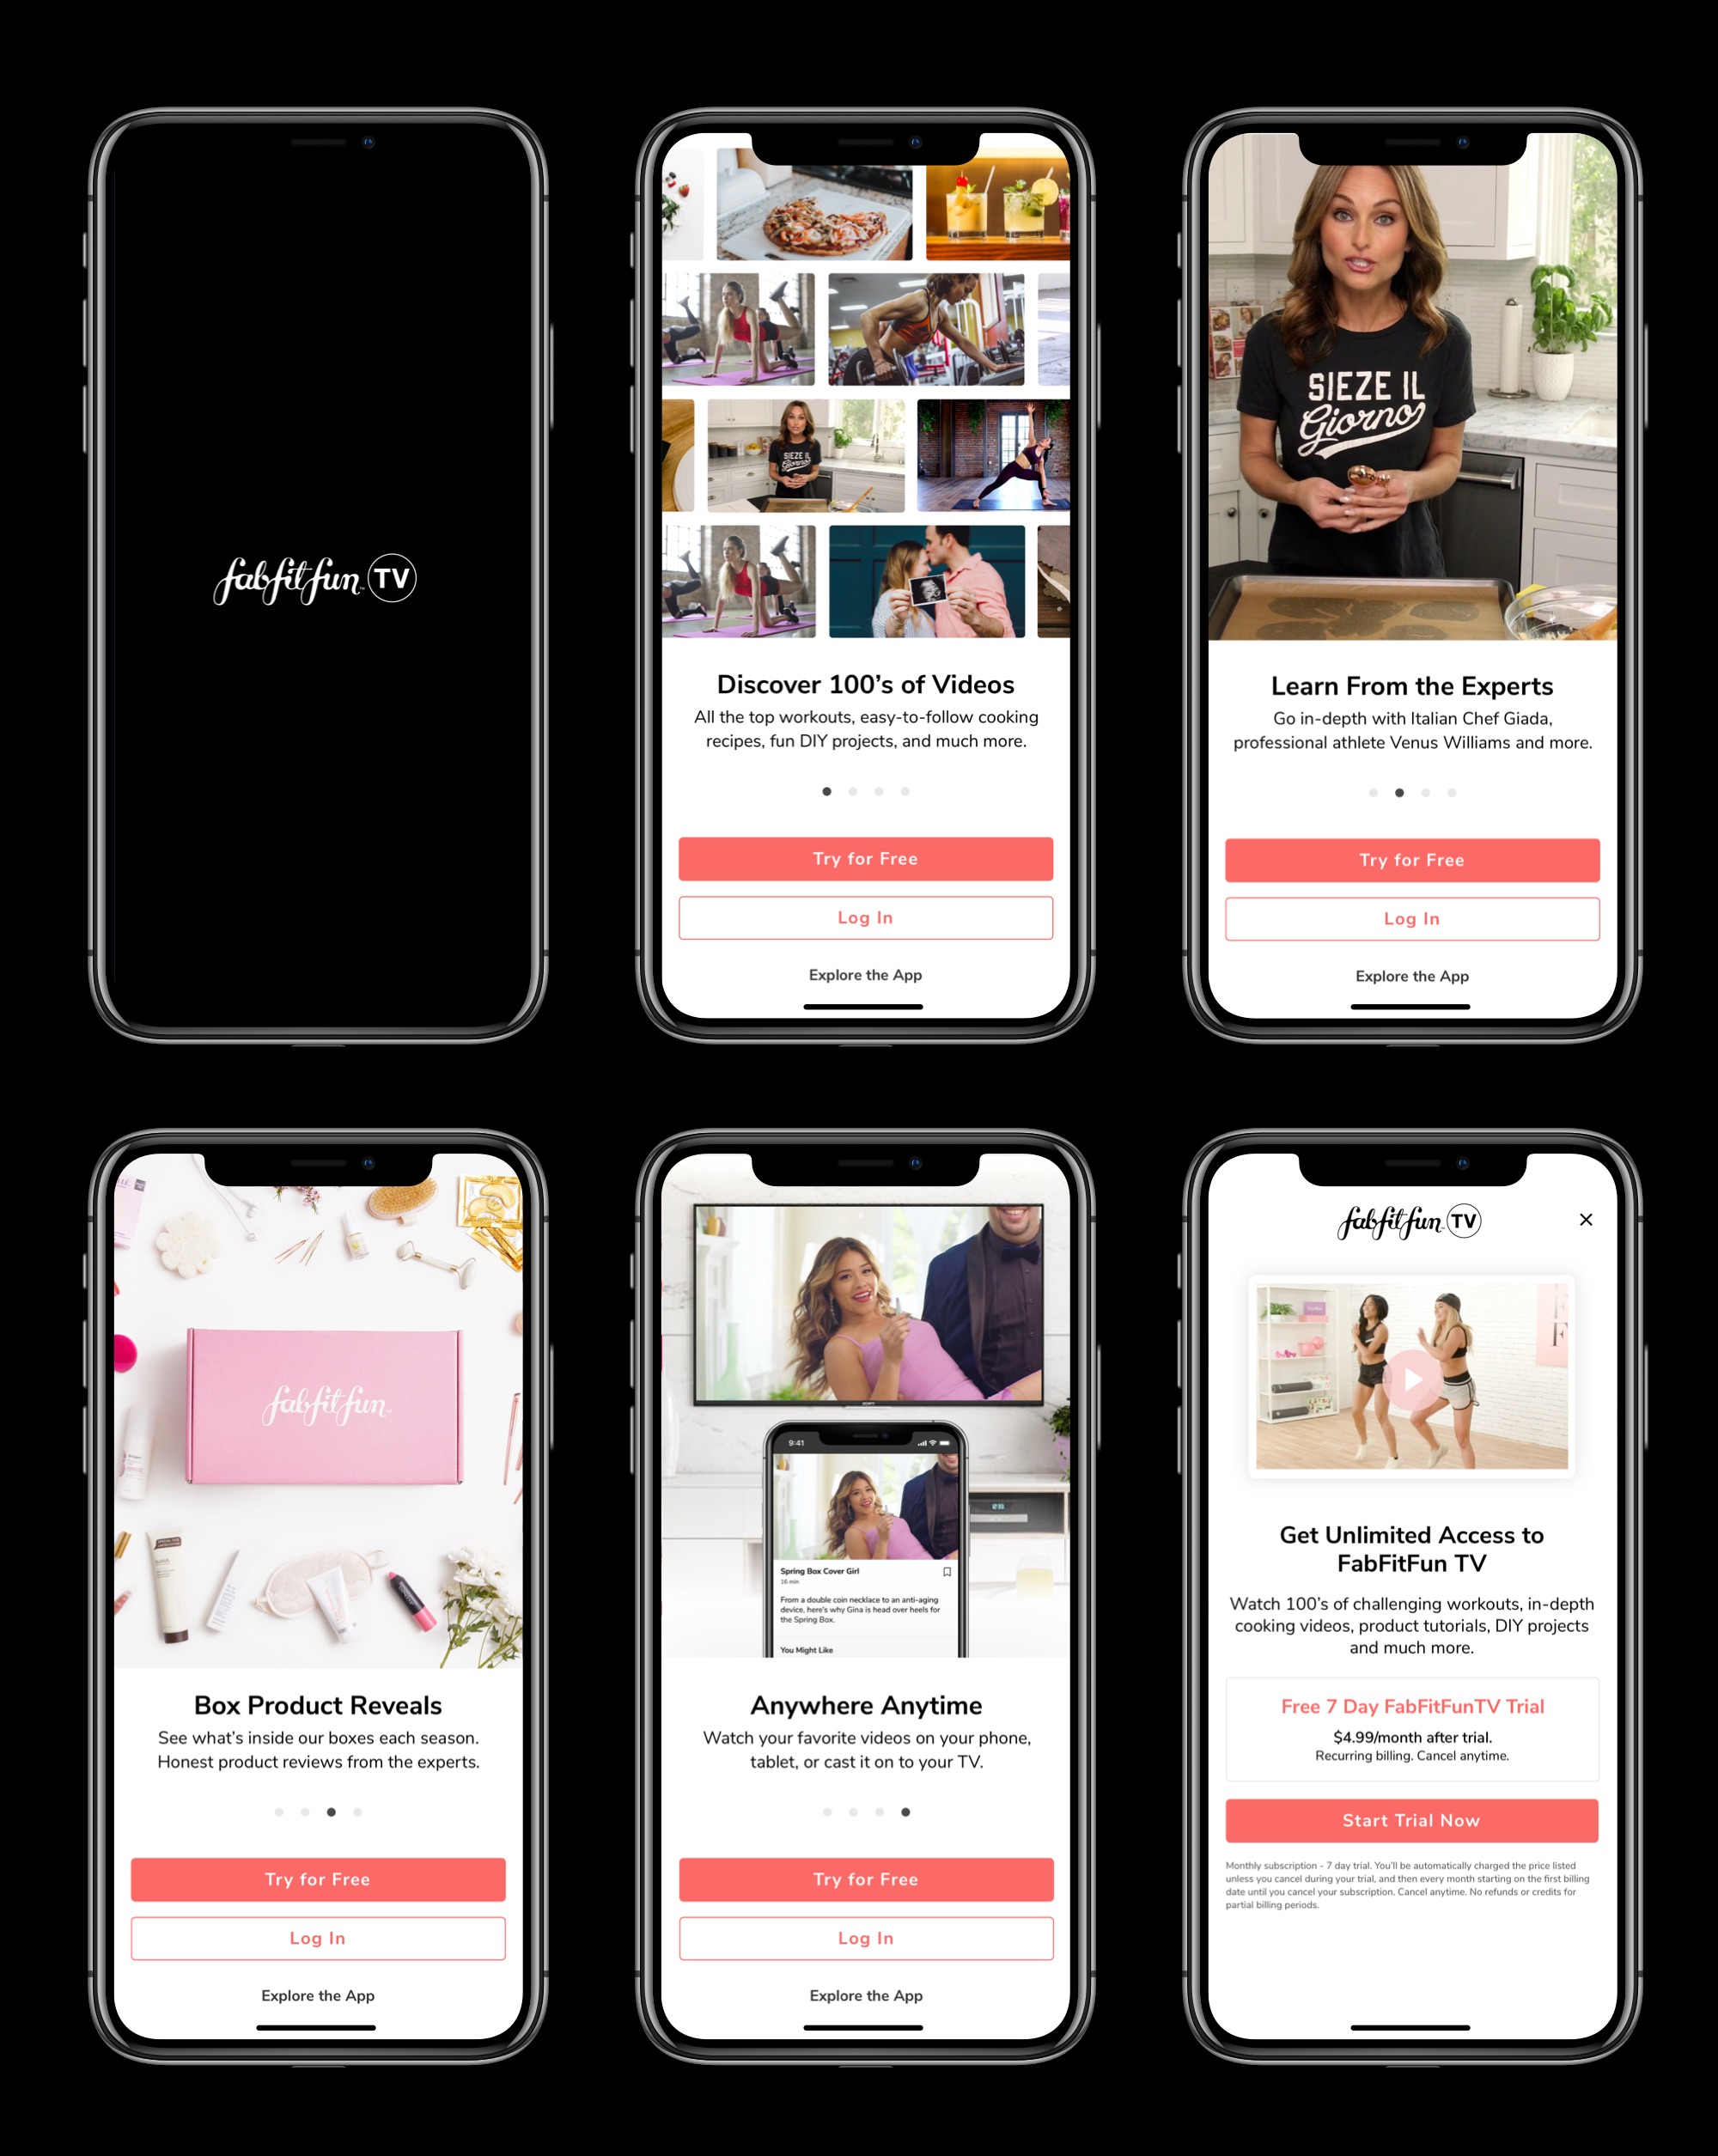 fabfitfun TV
SIEZE IL
Giorno
Discover 100's of Videos
All the top workouts, easy-to-follow cooking
recipes, fun DIY projects, and much more.
Try for Free
Log In
Explore the App
SIEZE IL
Giorno
Learn From the Experts
Go in-depth with Italian Chef Giada,
professional athlete Venus Williams and more.
Try for Free
Log In
Explore the App
fabfitfun
Box Product Reveals
See what's inside our boxes each season.
Honest product reviews from the experts.
Try for Free
Log In
Explore the App
SONY
9:41
Spring Box Cover Girl
16 min
From a double coin necklace to an anti-aging
device, here's why Gina is head over heels for
the Spring Box.
You Might Like
Anywhere Anytime
Watch your favorite videos on your phone,
tablet, or cast it on to your TV.
Try for Free
Log In
Explore the App
fabfitfun TV
Get Unlimited Access to
FabFitFun TV
Watch 100's of challenging workouts, in-depth
cooking videos, product tutorials, DIY projects
and much more.
Free 7 Day FabFitFunTV Trial
$4.99/month after trial.
Recurring billing. Cancel anytime.
Start Trial Now
Monthly subscription - 7 day trial. You'll be automatically charged the price listed
unless you cancel during your trial, and then every month starting on the first billing
date until you cancel your subscription. Cancel anytime. No refunds or credits for
partial billing periods.